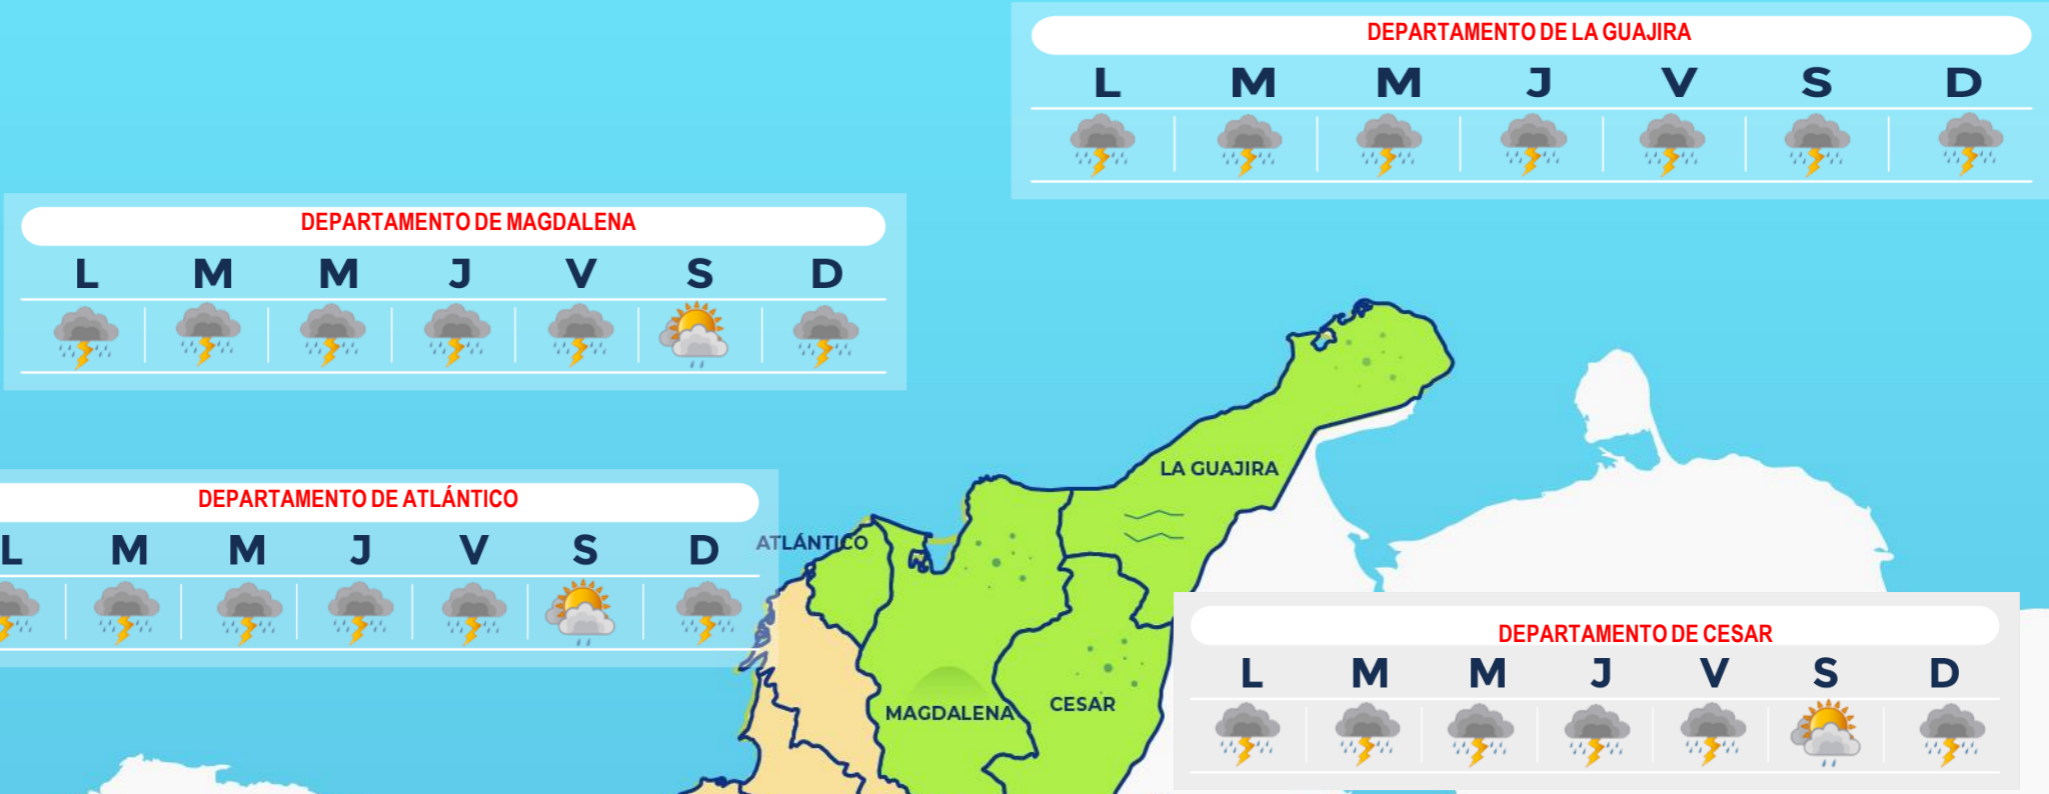 DEPARTAMENTO DE LA GUAJIRA
L M M J V S D
DEPARTAMENTO DE MAGDALENA
L M M J V S D
LA GUAJIRA
DEPARTAMENTO DE ATLÁNTICO
L M M J V S D
ATLÁNTICO
DEPARTAMENTO DE CESAR
L M M J V S D
MAGDALENA
CESAR